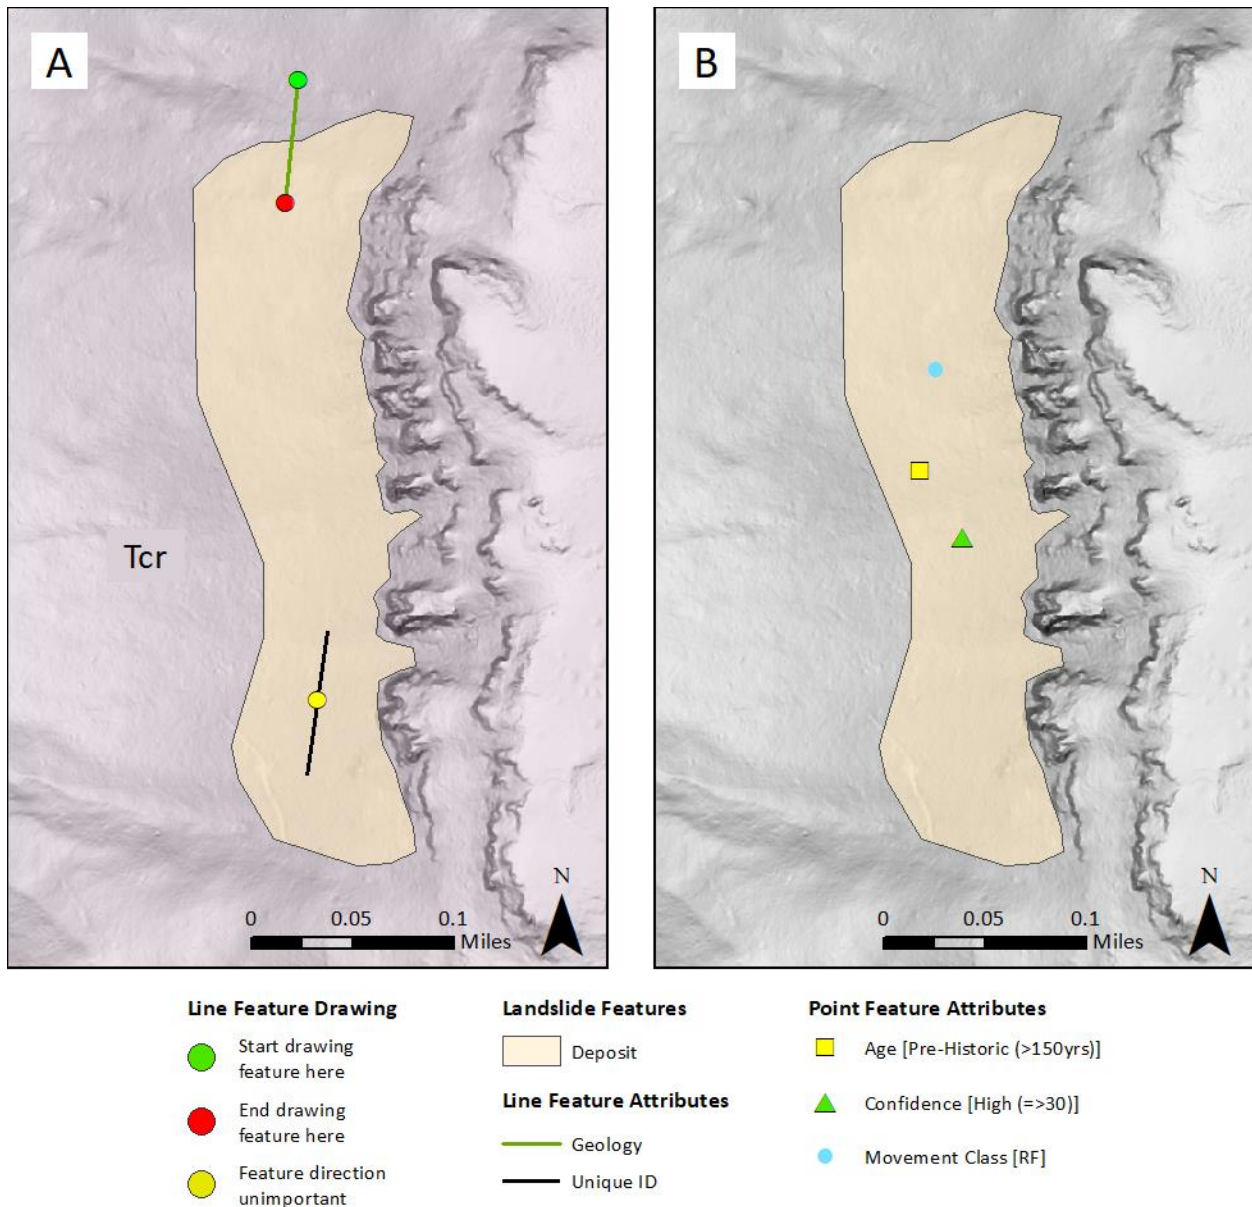 A
B
Tcr
N
0 0.05 0.1
Miles
N
0 0.05 0.1
Miles
Line Feature Drawing
Start drawing
feature here
End drawing
feature here
Feature direction
unimportant
Landslide Features
Deposit
Line Feature Attributes
Geology
Unique ID
Point Feature Attributes
Age [Pre-Historic (>150yrs)]
Confidence [High (=>30)]
Movement Class [RF]